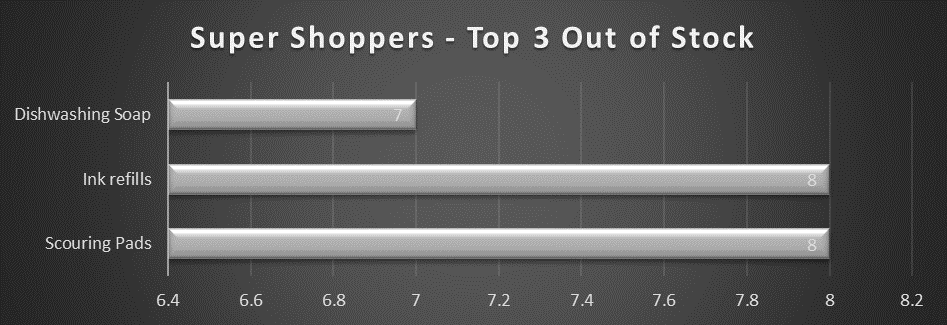 Super Shoppers - Top 3 Out of Stock
Dishwashing Soap
7
Ink refills
8
Scouring Pads
8
6.4 6.6 6.8 7 7.2 7.4 7.6 7.8 8 8.2